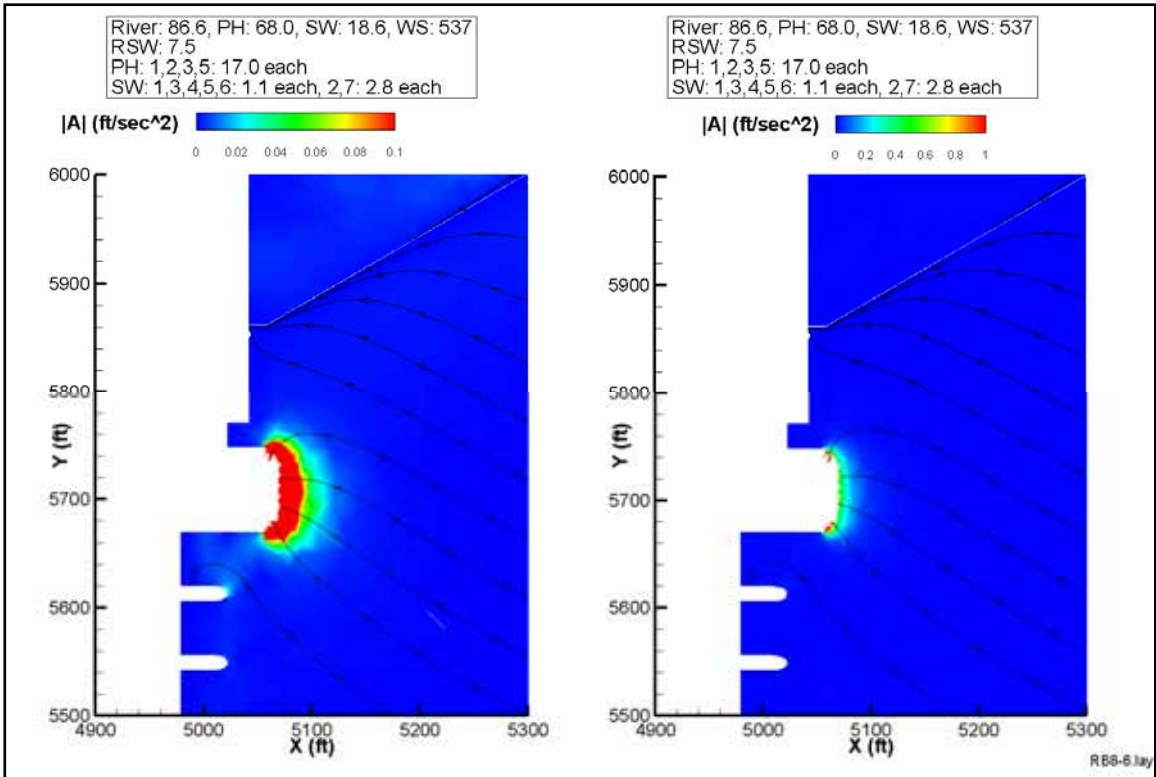 River: 86.6, PH: 68.0, SW: 18.6, WS: 537
RSW: 7.5
PH: 1,2,3,5: 17.0 each
SW: 1,3,4,5,6: 1.1 each, 2,7: 2.8 each
|A| (ft/sec^2)
0 0.02 0.04 0.06 0.08 0.1
6000
5900
5800
5700
5600
5500
Y (ft)
4900 5000 5100 5200 5300
X (ft)
River: 86.6, PH: 68.0, SW: 18.6, WS: 537
RSW: 7.5
PH: 1,2,3,5: 17.0 each
SW: 1,3,4,5,6: 1.1 each, 2,7: 2.8 each
|A| (ft/sec^2)
0 0.2 0.4 0.6 0.8 1
6000
5900
5800
5700
5600
5500
Y (ft)
4900 5000 5100 5200 5300
X (ft)
RB8-6.lay